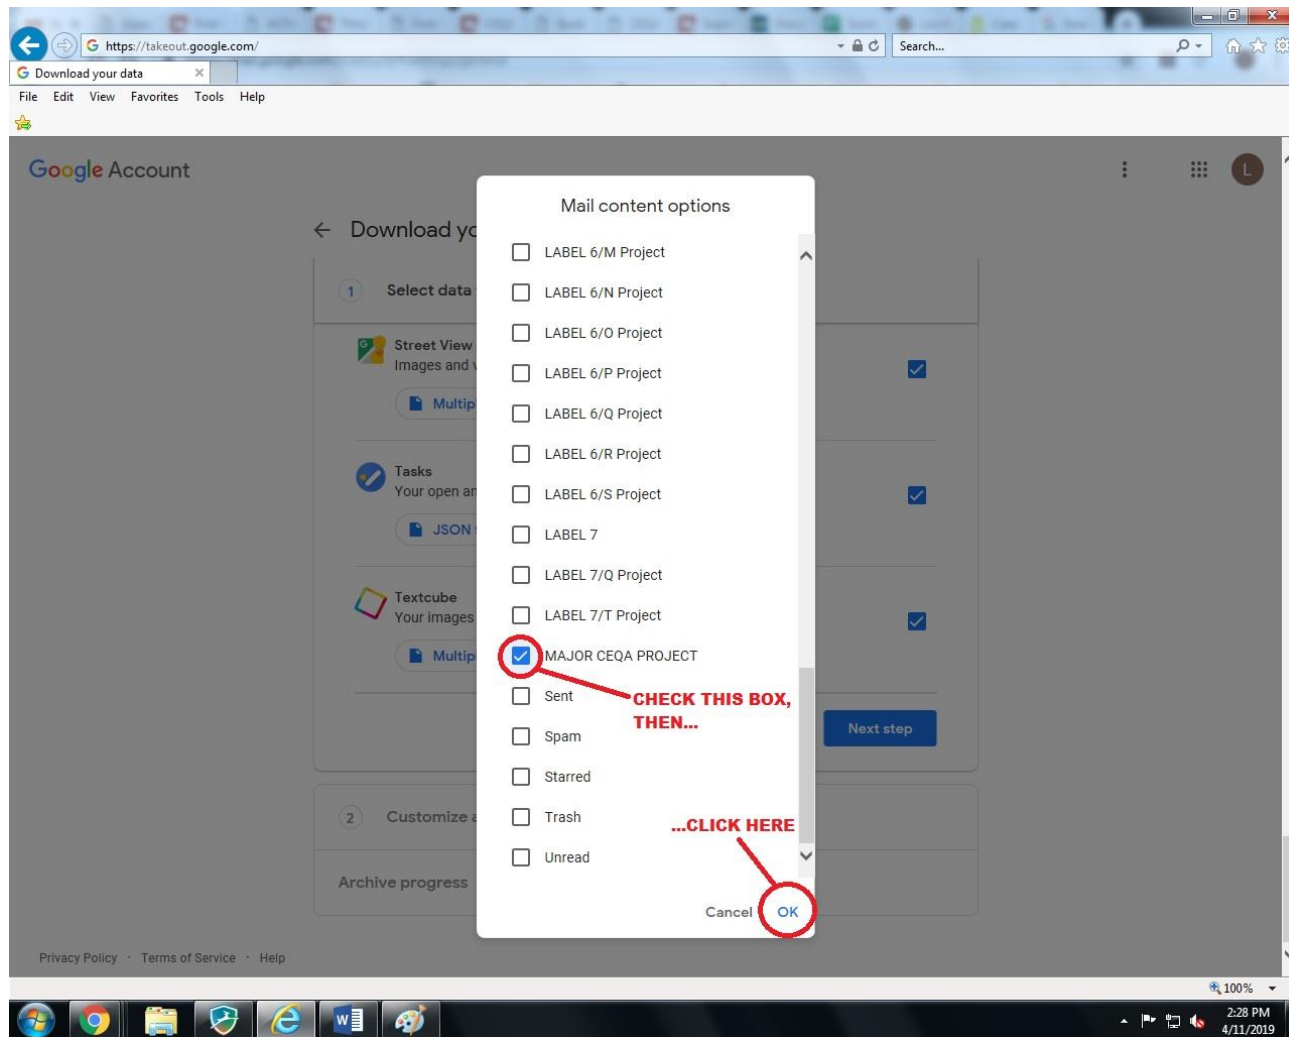 https://takeout.google.com/
Search...
Download your data
File Edit View Favorites Tools Help
Google Account
L
Mail content options
Download yo
LABEL 6/M Project
1 Select data
LABEL 6/N Project
LABEL 6/O Project
Street View
Images and v
LABEL 6/P Project
Multip
LABEL 6/Q Project
LABEL 6/R Project
Tasks
Your open an
LABEL 6/S Project
JSON
LABEL 7
LABEL 7/Q Project
Textcube
Your images
LABEL 7/T Project
Multip
MAJOR CEQA PROJECT
Sent
CHECK THIS BOX,
THEN...
Spam
Next step
Starred
2 Customize a
Trash
...CLICK HERE
Unread
Archive progress
Cancel OK
Privacy Policy · Terms of Service · Help
100%
2:28 PM
4/11/2019